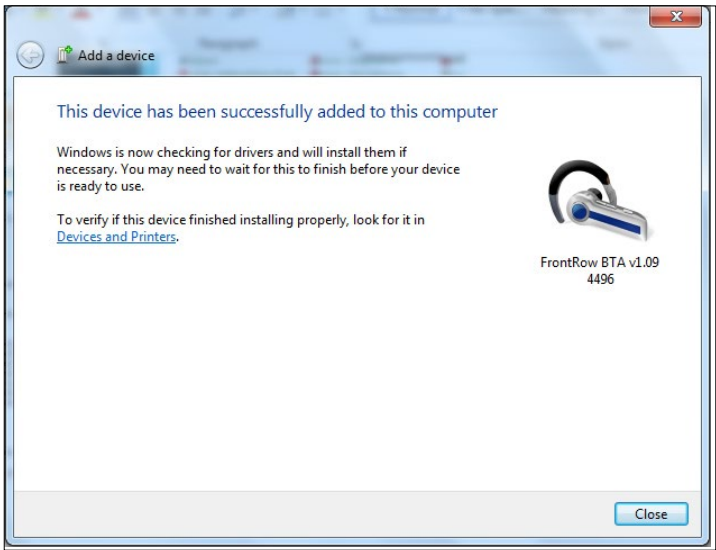 Add a device
This device has been successfully added to this computer
Windows is now checking for drivers and will install them if
necessary. You may need to wait for this to finish before your device
is ready to use.
To verify if this device finished installing properly, look for it in
Devices and Printers.
FrontRow BTA v1.09
4496
Close